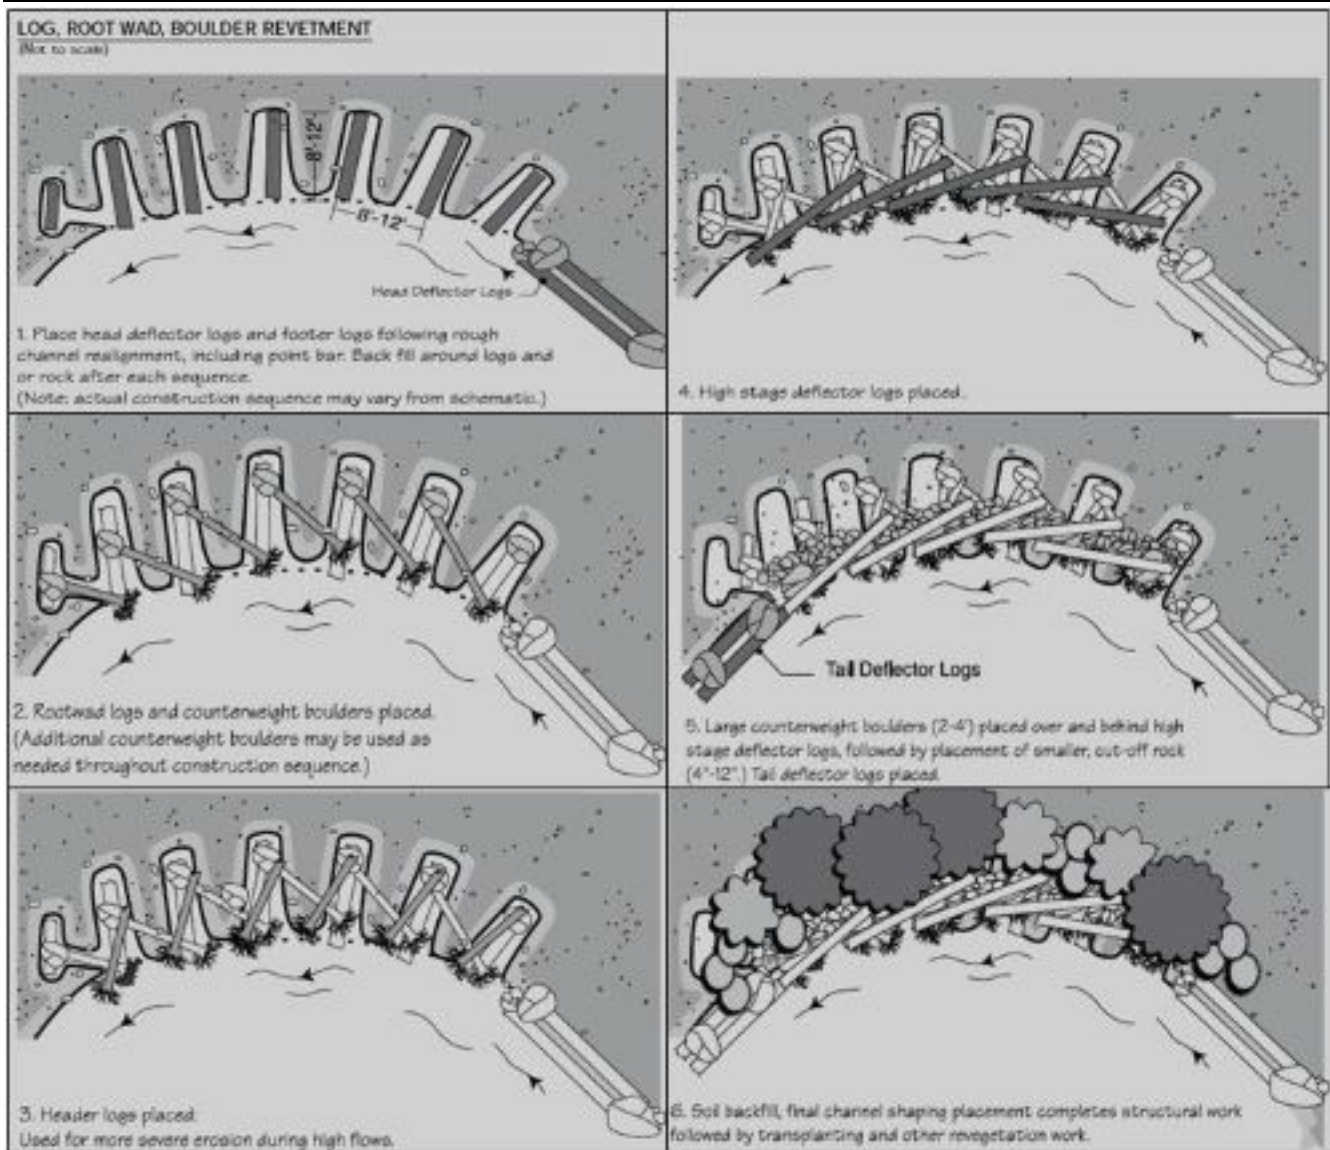 LOG, ROOT WAD, BOULDER REVETMENT
(Not to scale)
8'-12'
8'-12'
Head Deflector Logs
1. Place head deflector logs and footer logs following rough
channel realignment, including point bar. Back fill around logs and
or rock after each sequence.
(Note: actual construction sequence may vary from schematic.)
2. Rootwad logs and counterweight boulders placed.
(Additional counterweight boulders may be used as
needed throughout construction sequence.)
3. Header logs placed.
Used for more severe erosion during high flows.
4. High stage deflector logs placed.
Tail Deflector Logs
5. Large counterweight boulders (2-4') placed over and behind high
stage deflector logs, followed by placement of smaller, cut-off rock
(4"-12".) Tail deflector logs placed.
6. Soil backfill, final channel shaping placement completes structural work
followed by transplanting and other revegetation work.